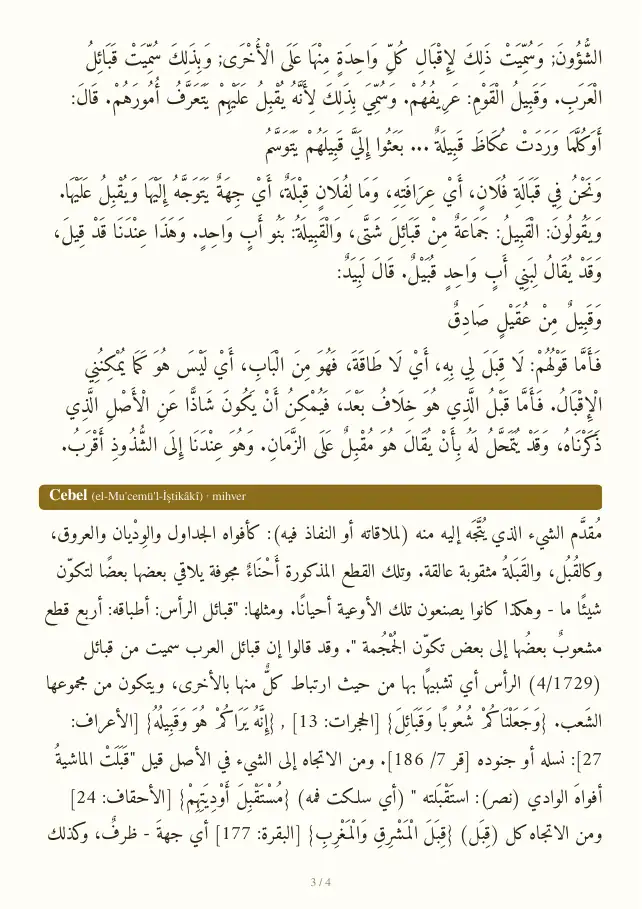 الشُّؤُونَ; وَسُمِّيَتْ ذَلِكَ لِإِقْبَالِ كُلِّ وَاحِدَةٍ مِنْهَا عَلَى الْأُخْرَى; وَبِذَلِكَ سُمِّيَتْ قَبَائِلُ
الْعَرَبِ. وَقَبِيلُ الْقَوْمِ: عَرِيفُهُمْ. وَسُمِّيَ بِذَلِكَ لِأَنَّهُ يُقْبِلُ عَلَيْهِمْ يَتَعَرَّفُ أُمُورَهُمْ. قَالَ:
أَوَكُلَّمَا وَرَدَتْ عُكَاظَ قَبِيلَةٌ ... بَعَثُوا إِلَيَّ قَبِيلَهُمْ يَتَوَسَّمُ
وَنَحْنُ فِي قَبَالَةِ فُلَانٍ، أَيْ عِرَافَتِهِ، وَمَا لِفُلَانٍ قِبْلَةٌ، أَيْ جِهَةٌ يَتَوَجَّهُ إِلَيْهَا وَيُقْبِلُ عَلَيْهَا.
وَيَقُولُونَ: الْقَبِيلُ: جَمَاعَةٌ مِنْ قَبَائِلَ شَتَّى، وَالْقَبِيلَةُ: بَنُو أَبٍ وَاحِدٍ. وَهَذَا عِنْدَنَا قَدْ قِيلَ،
وَقَدْ يُقَالُ لِبَنِي أَبٍ وَاحِدٍ قُبَيْلٌ. قَالَ لَبِيَدٌ:
وَقَبِيلٌ مِنْ عُقَيْلٍ صَادِقٌ
فَأَمَّا قَوْلُهُمْ: لَا قِبَلَ لِي بِهِ، أَيْ لَا طَاقَةَ، فَهُوَ مِنَ الْبَابِ، أَيْ لَيْسَ هُوَ كَمَا يُمْكِنُنِي
الْإِقْبَالُ. فَأَمَّا قَبْلُ الَّذِي هُوَ خِلَافُ بَعْدَ، فَيُمْكِنُ أَنْ يَكُونَ شَاذًّا عَنِ الْأَصْلِ الَّذِي
ذَكَرْنَاهُ، وَقَدْ يُتَمَحَّلُ لَهُ بِأَنْ يُقَالَ هُوَ مُقْبِلٌ عَلَى الزَّمَانِ. وَهُوَ عِنْدَنَا إِلَى الشُّذُوذِ أَقْرَبُ.
Cebel (el-Mu'cemü'l-İştikâkî) · mihver
مُقدَّم الشيء الذي يُتَّجَه إليه منه (لملاقاته أو النفاذ فيه): كأفواه الجداول والوِدْيان والعروق،
وكالقُبُل، والقَبَلَةُ مثقوبة عالقة. وتلك القطع المذكورة أَحْنَاءٌ مجوفة يلاقي بعضها بعضًا لتكوّن
شيئًا ما - وهكذا كانوا يصنعون تلك الأوعية أحيانًا. ومثلها: "قبائل الرأس: أطباقه: أربع قطع
مشعوبٌ بعضُها إلى بعض تكوّن الجُمْجُمة ". وقد قالوا إن قبائل العرب سميت من قبائل
(4/1729) الرأس أي تشبيهًا بها من حيث ارتباط كلٌّ منها بالأخرى، ويتكون من مجموعها
الشَعب. {وَجَعَلْنَاكُمْ شُعُوبًا وَقَبَائِلَ} [الحجرات: 13] , {إِنَّهُ يَرَاكُمْ هُوَ وَقَبِيلُهُ} [الأعراف:
27]: نسله أو جنوده [قر 7/ 186]. ومن الاتجاه إلى الشيء في الأصل قيل "قَبَلَتْ الماشيةُ
أفواهَ الوادي (نصر): استَقْبَلَته " (أي سلكت فمه) {مُسْتَقْبِلَ أَوْدِيَتِهِمْ} [الأحقاف: 24]
ومن الاتجاه كل (قِبَل) {قِبَلَ الْمَشْرِقِ وَالْمَغْرِبِ} [البقرة: 177] أي جهةَ - ظرفٌ، وكذلك
3 / 4